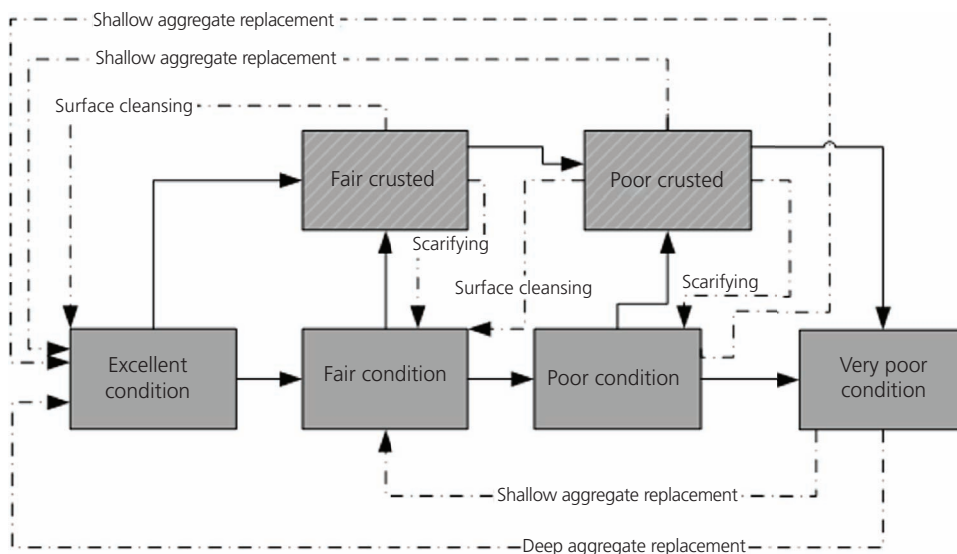 Shallow aggregate replacement
Shallow aggregate replacement
Surface cleansing
Fair crusted
Poor crusted
Scarifying
Surface cleansing
Scarifying
Excellent
condition
Fair condition
Poor condition
Very poor
condition
Shallow aggregate replacement
Deep aggregate replacement